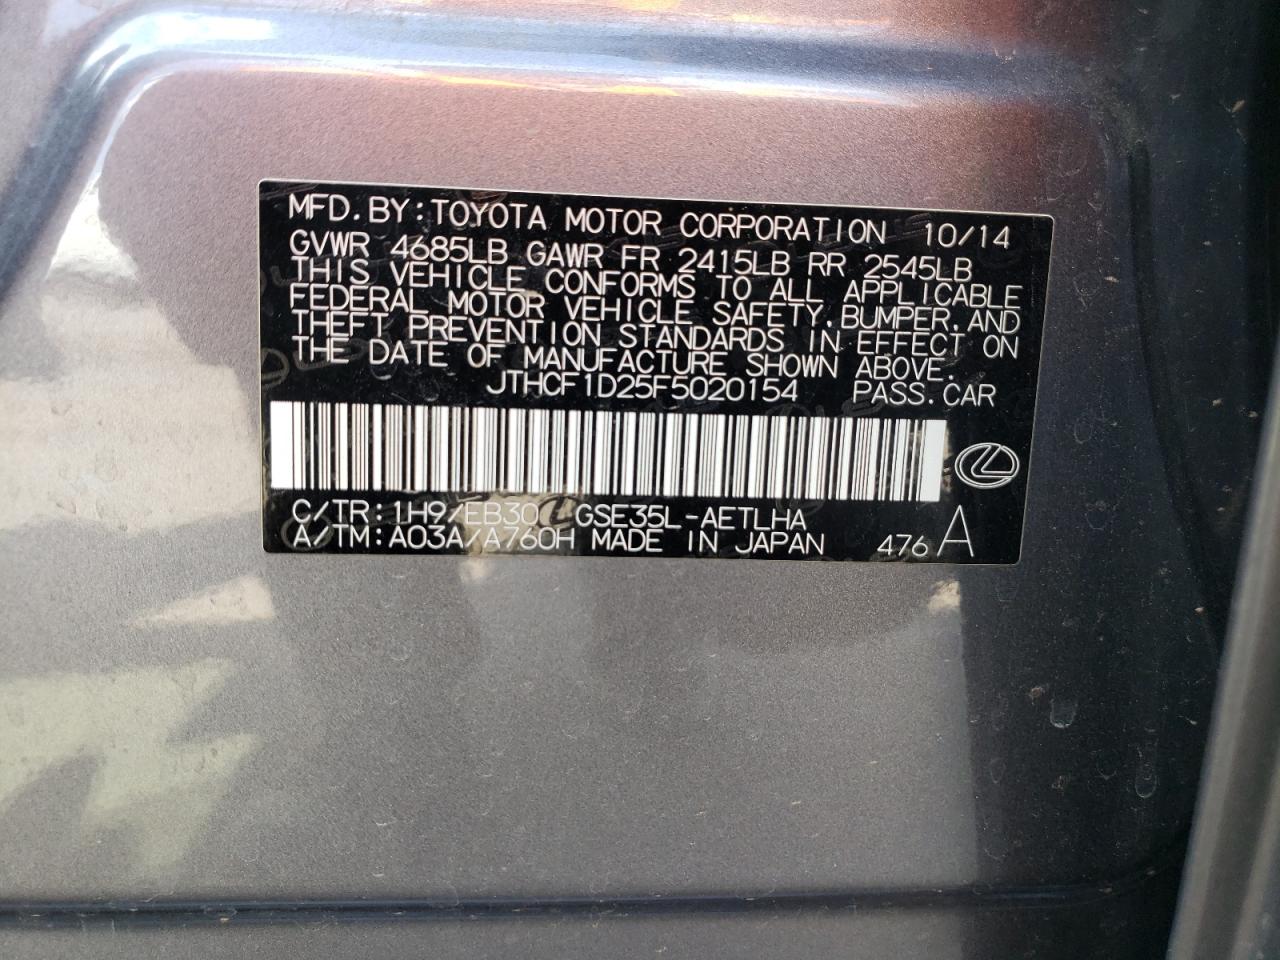 MFD.BY:TOYOTA MOTOR CORPORATION 10/14
GVWR 4685LB GAWR FR 2415LB RR 2545LB
THIS VEHICLE CONFORMS TO ALL APPLICABLE
FEDERAL MOTOR VEHICLE SAFETY,BUMPER,AND
THEFT PREVENTION STANDARDS IN EFFECT ON
THE DATE OF MANUFACTURE SHOWN ABOVE.
JTHCF1D25F5020154 PASS.CAR
C/TR:1H9/EB30 GSE35L-AETLHA
A/TM:A03A/A760H MADE IN JAPAN 476 A